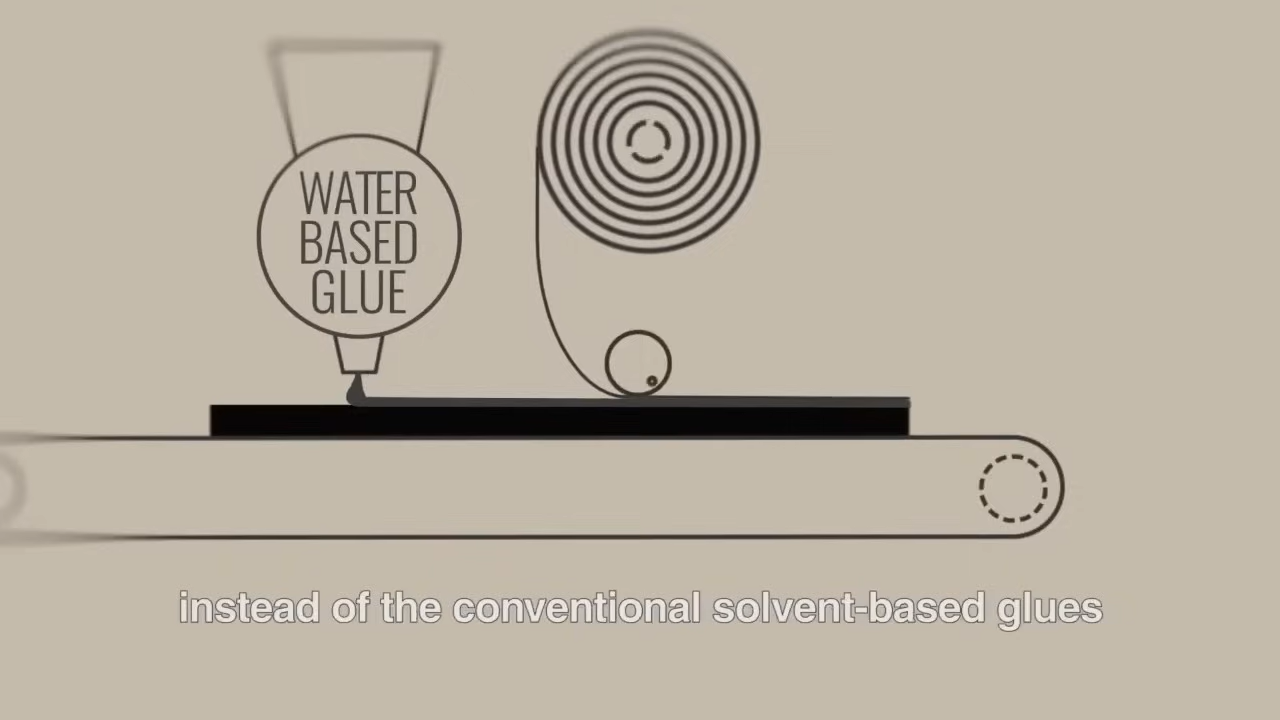 WATER
BASED
GLUE
instead of the conventional solvent-based glues